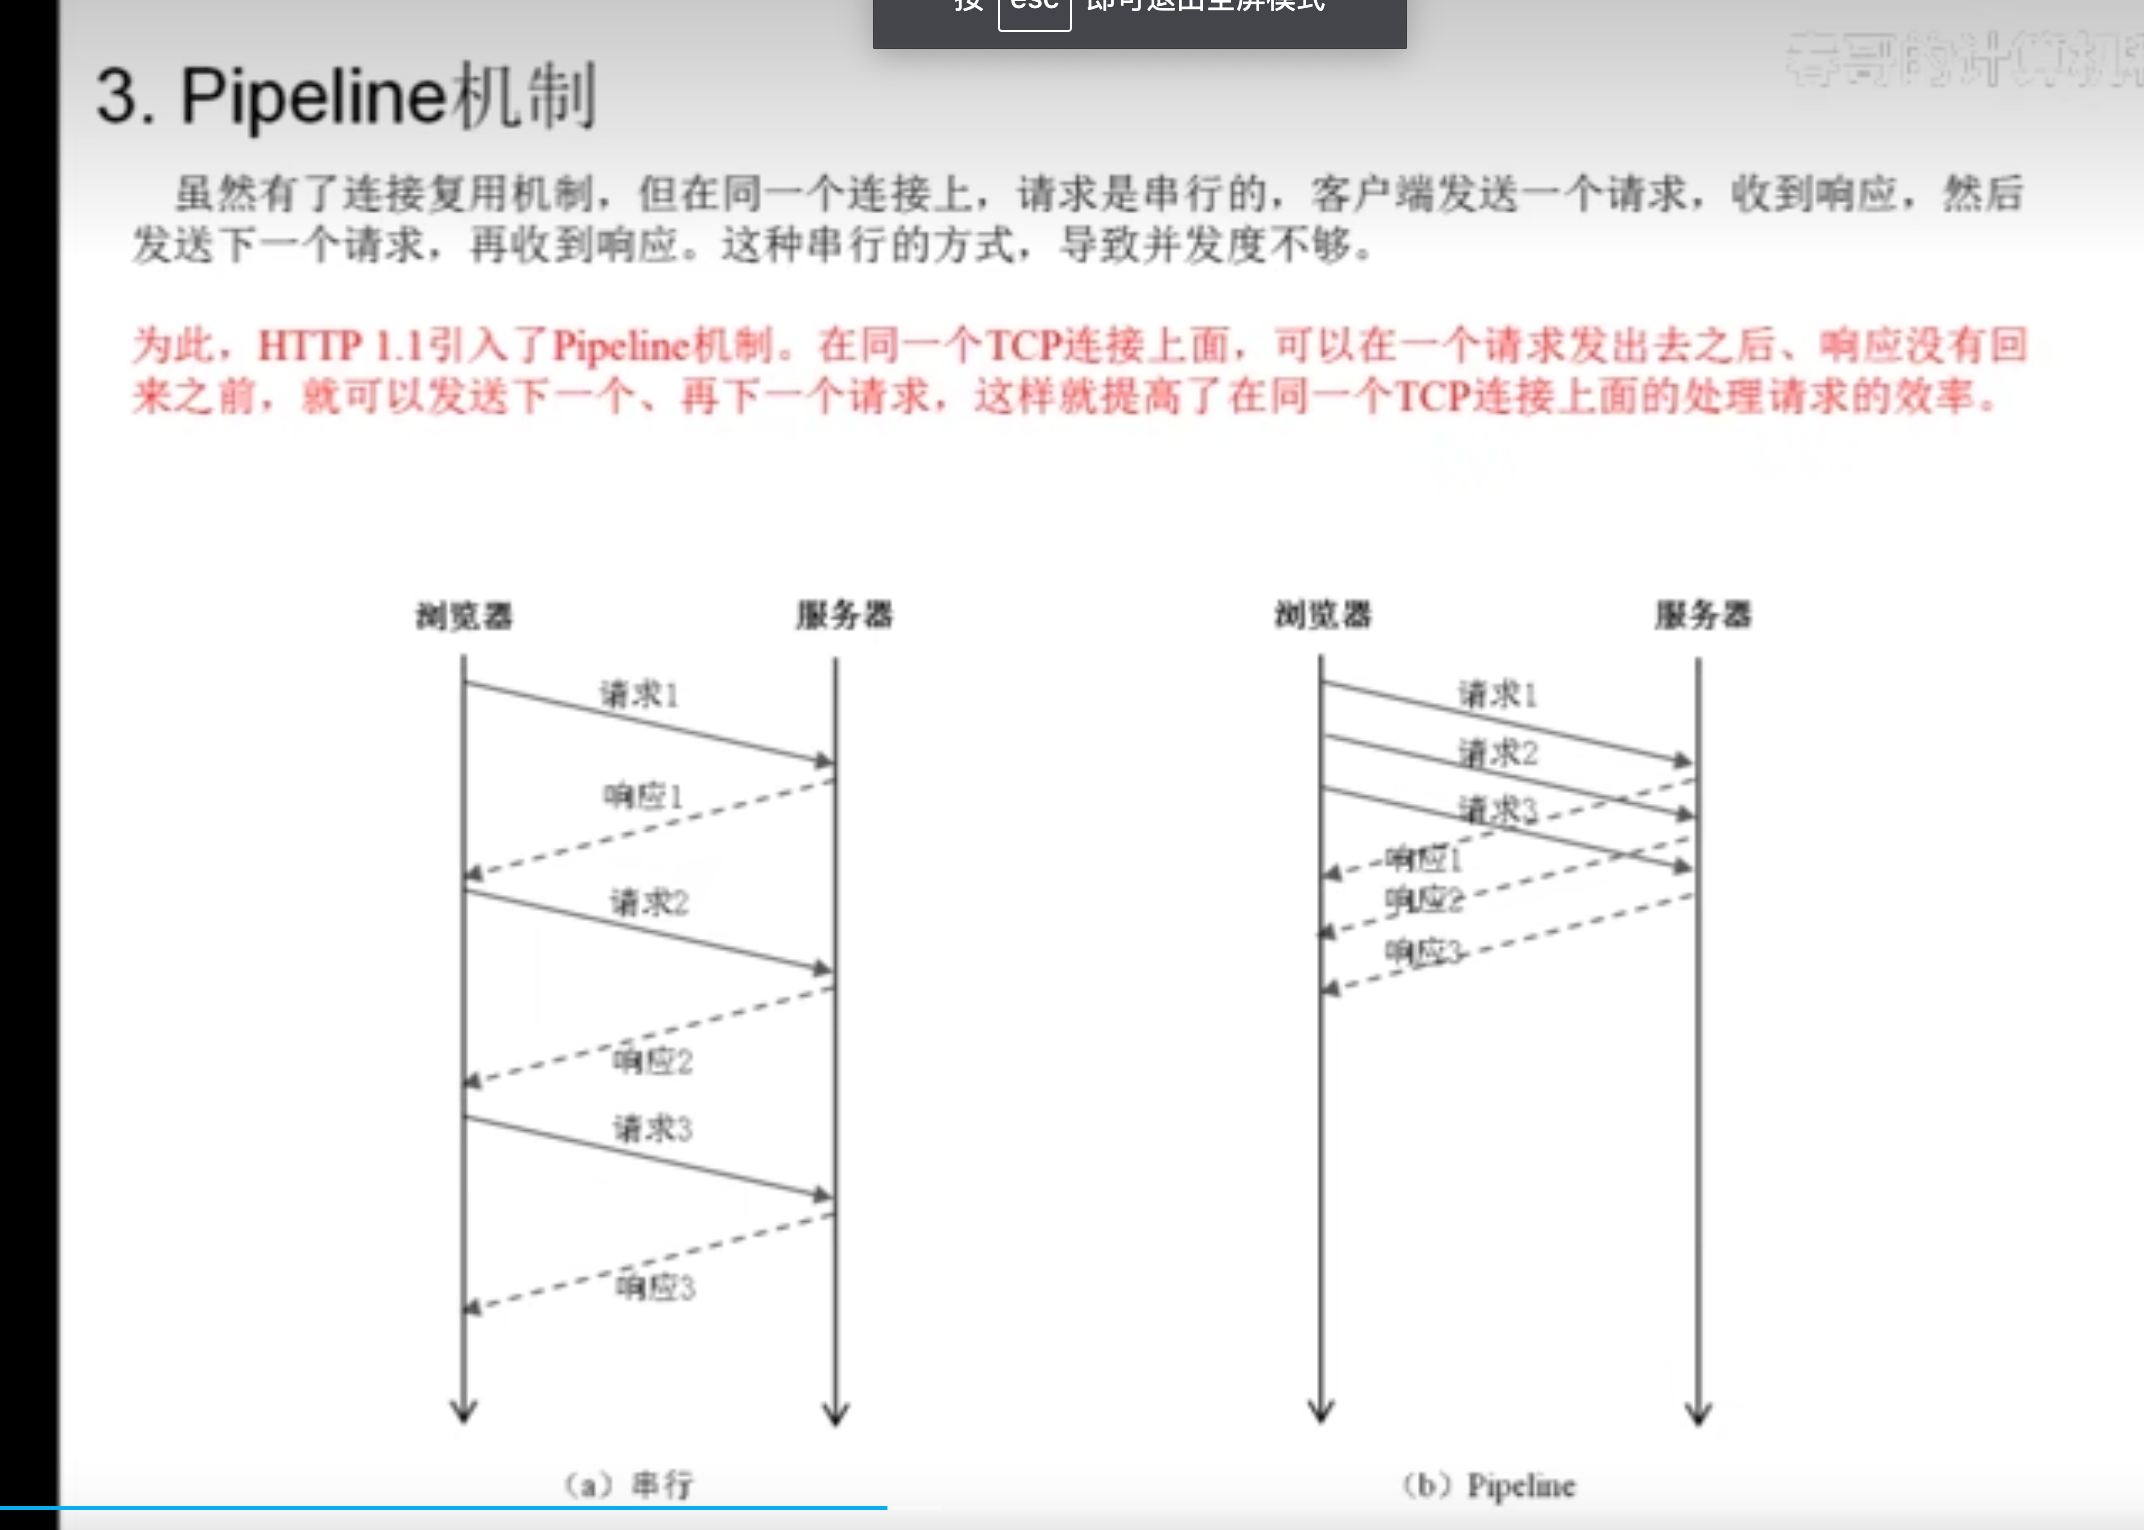 按 esc 即可退出全屏模式
春哥的计算机
3. Pipeline机制
虽然有了连接复用机制，但在同一个连接上，请求是串行的，客户端发送一个请求，收到响应，然后
发送下一个请求，再收到响应。这种串行的方式，导致并发度不够。
为此，HTTP 1.1引入了Pipeline机制。在同一个TCP连接上面，可以在一个请求发出去之后、响应没有回
来之前，就可以发送下一个、再下一个请求，这样就提高了在同一个TCP连接上面的处理请求的效率。
浏览器 服务器
请求1
响应1
请求2
响应2
请求3
响应3
（a）串行
浏览器 服务器
请求1
请求2
请求3
响应1
响应2
响应3
（b）Pipeline